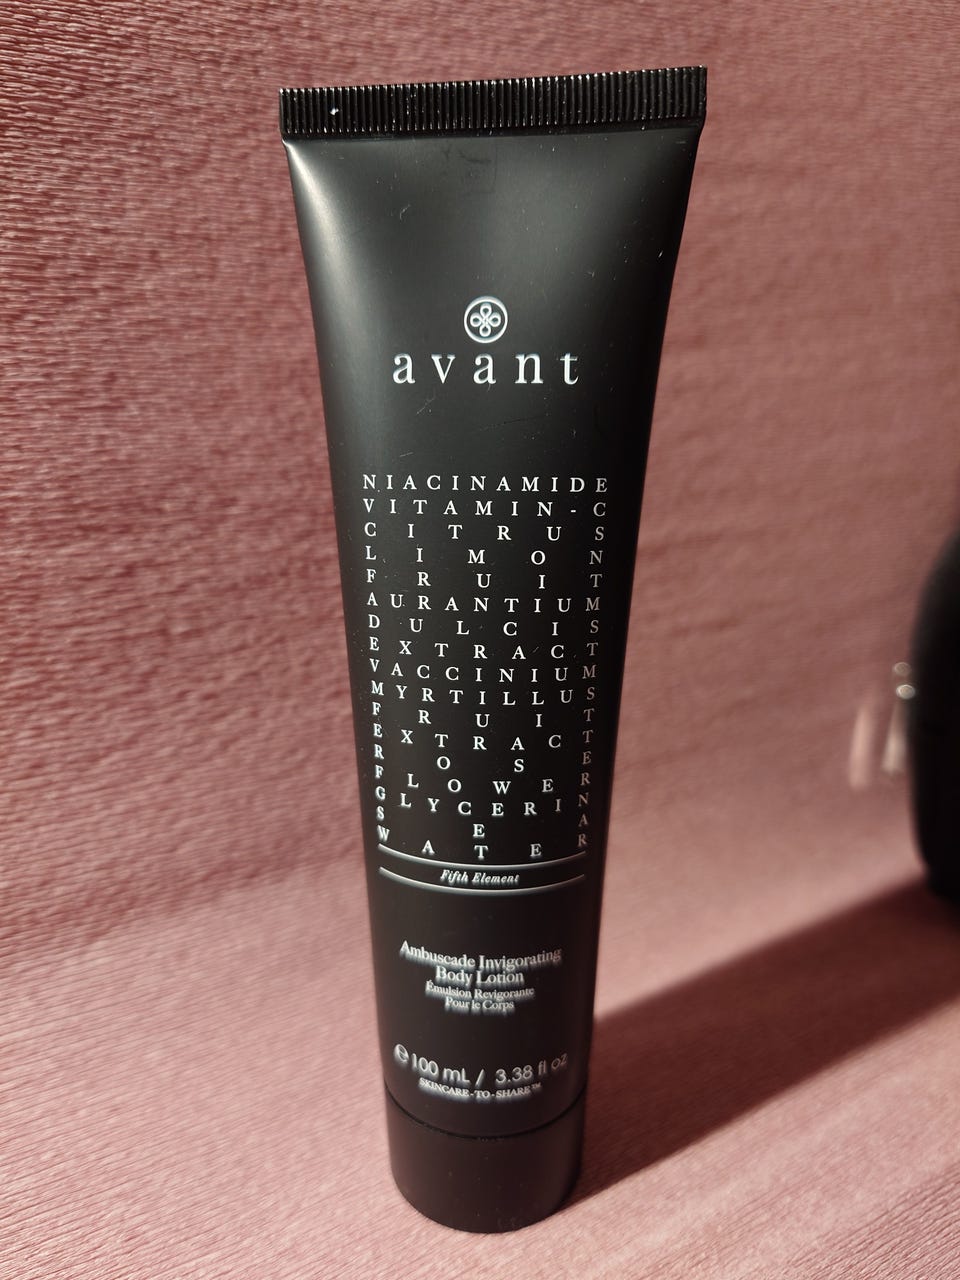 avant
NIACINAMIDE
VITAMIN-C
CITRUS
LIMON
FRUIT
AURANTIUM
DULCIS
EXTRACT
VACCINIUM
MYRTILLUS
FRUIT
EXTRACT
ROSE
FLOWER
GLYCERIN
SEA
WATER
Fifth Element
Ambuscade Invigorating
Body Lotion
Émulsion Revigorante
Pour le Corps
℮ 100 mL / 3.38 fl oz
SKINCARE-TO-SHARE™